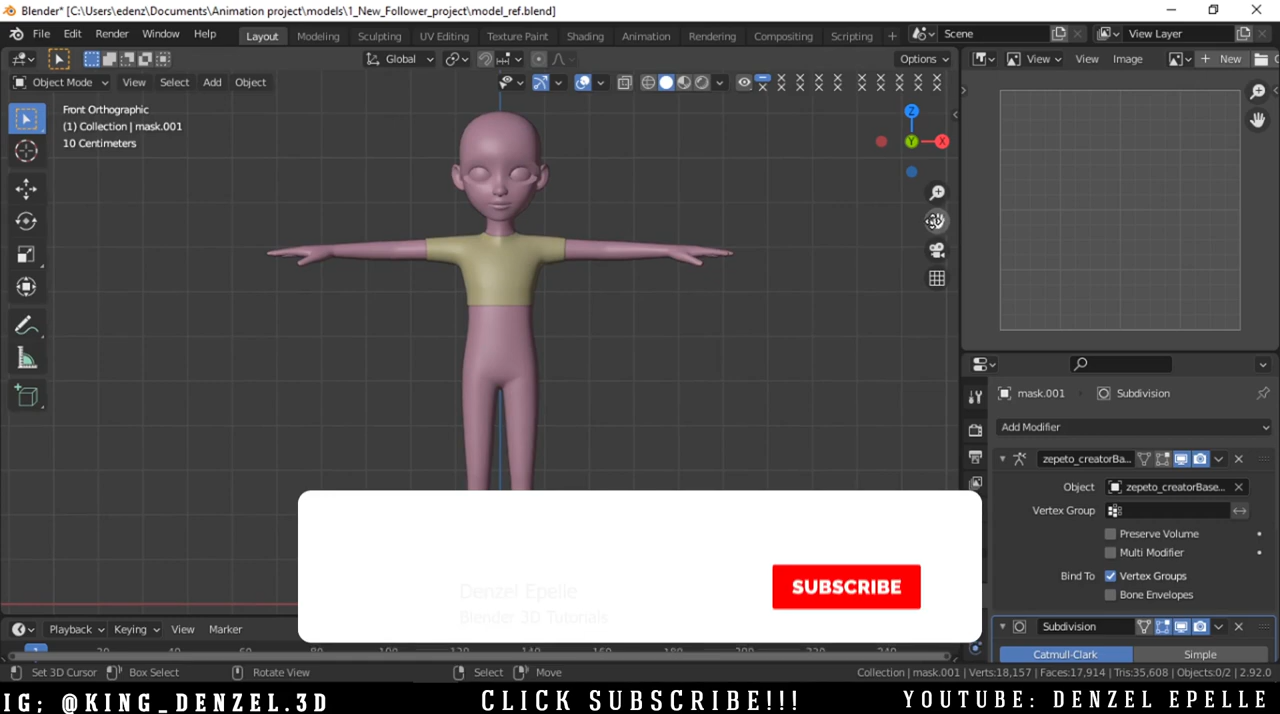 Blender* [C:\Users\edenz\Documents\Animation project\models\1_New_Follower_project\model_ref.blend]
File Edit Render Window Help Layout Modeling Sculpting UV Editing Texture Paint Shading Animation Rendering Compositing Scripting + Scene View Layer
Global Options View View Image + New
Object Mode View Select Add Object
Front Orthographic
(1) Collection | mask.001
10 Centimeters
Z
Y
X
mask.001 Subdivision
Add Modifier
zepeto_creatorBa...
Object zepeto_creatorBase...
Vertex Group
Preserve Volume
Multi Modifier
Bind To Vertex Groups
Bone Envelopes
Subdivision
Catmull-Clark Simple
Denzel Epelle
Blender 3D Tutorials
SUBSCRIBE
Playback Keying View Marker
Set 3D Cursor Box Select Rotate View Select Move Collection | mask.001 | Verts:18,157 | Faces:17,914 | Tris:35,608 | Objects:0/2 | 2.92.0
IG; @KING_DENZEL.3D CLICK SUBSCRIBE!!! YOUTUBE: DENZEL EPELLE